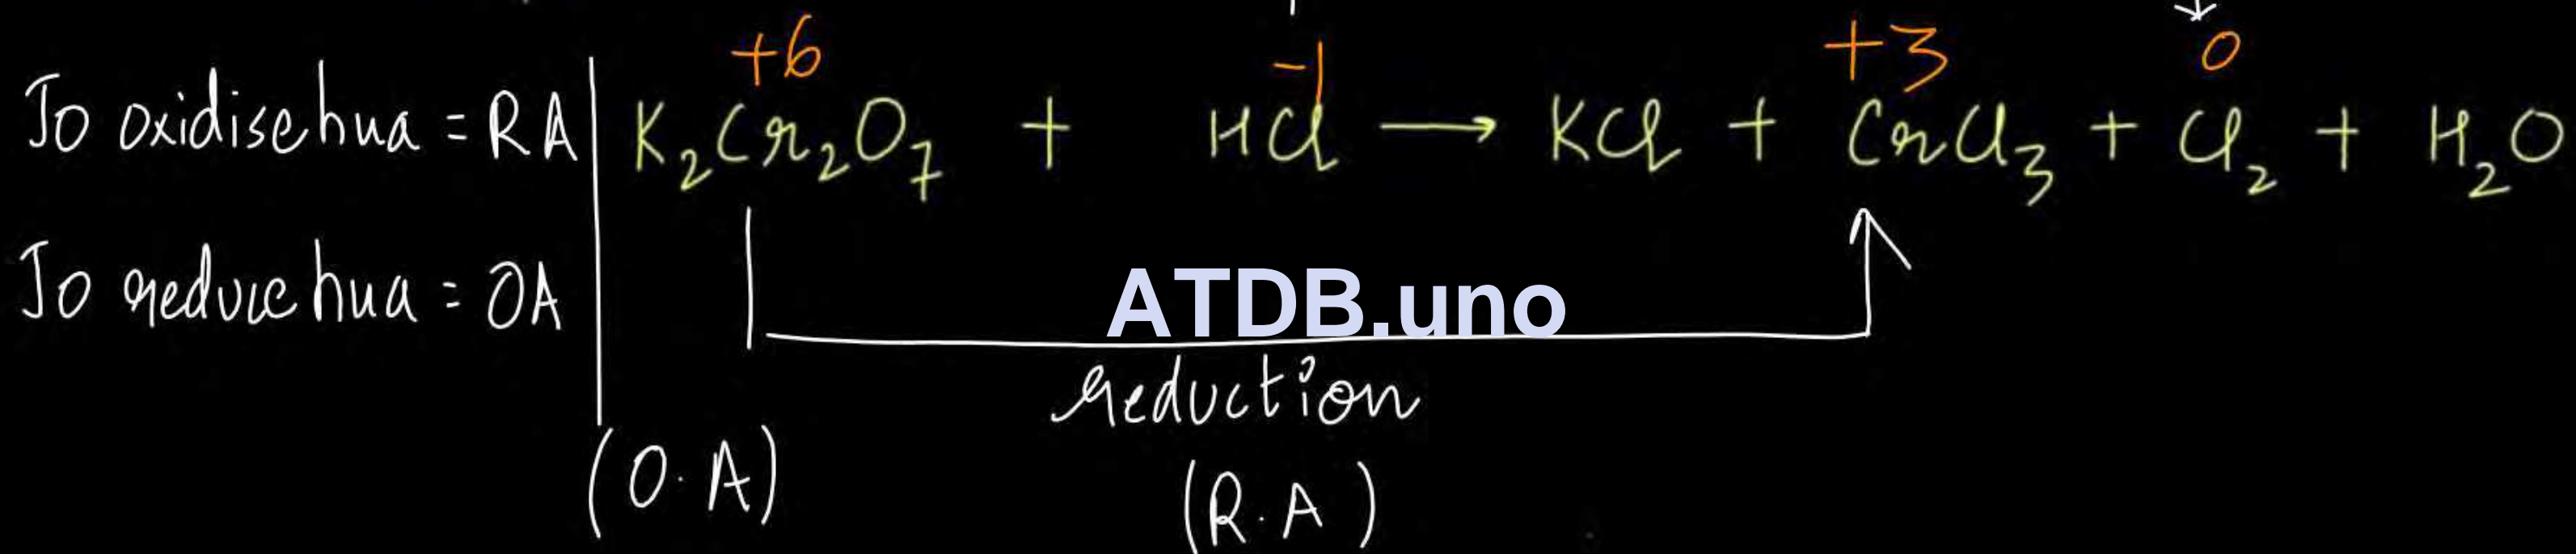 +6 -1 +3 0
Jo oxidise hua = RA | K₂Cr₂O₇ + HCl → KCl + CrCl₃ + Cl₂ + H₂O
Jo reduce hua = OA
ATDB.uno
reduction
(O.A) (R.A)